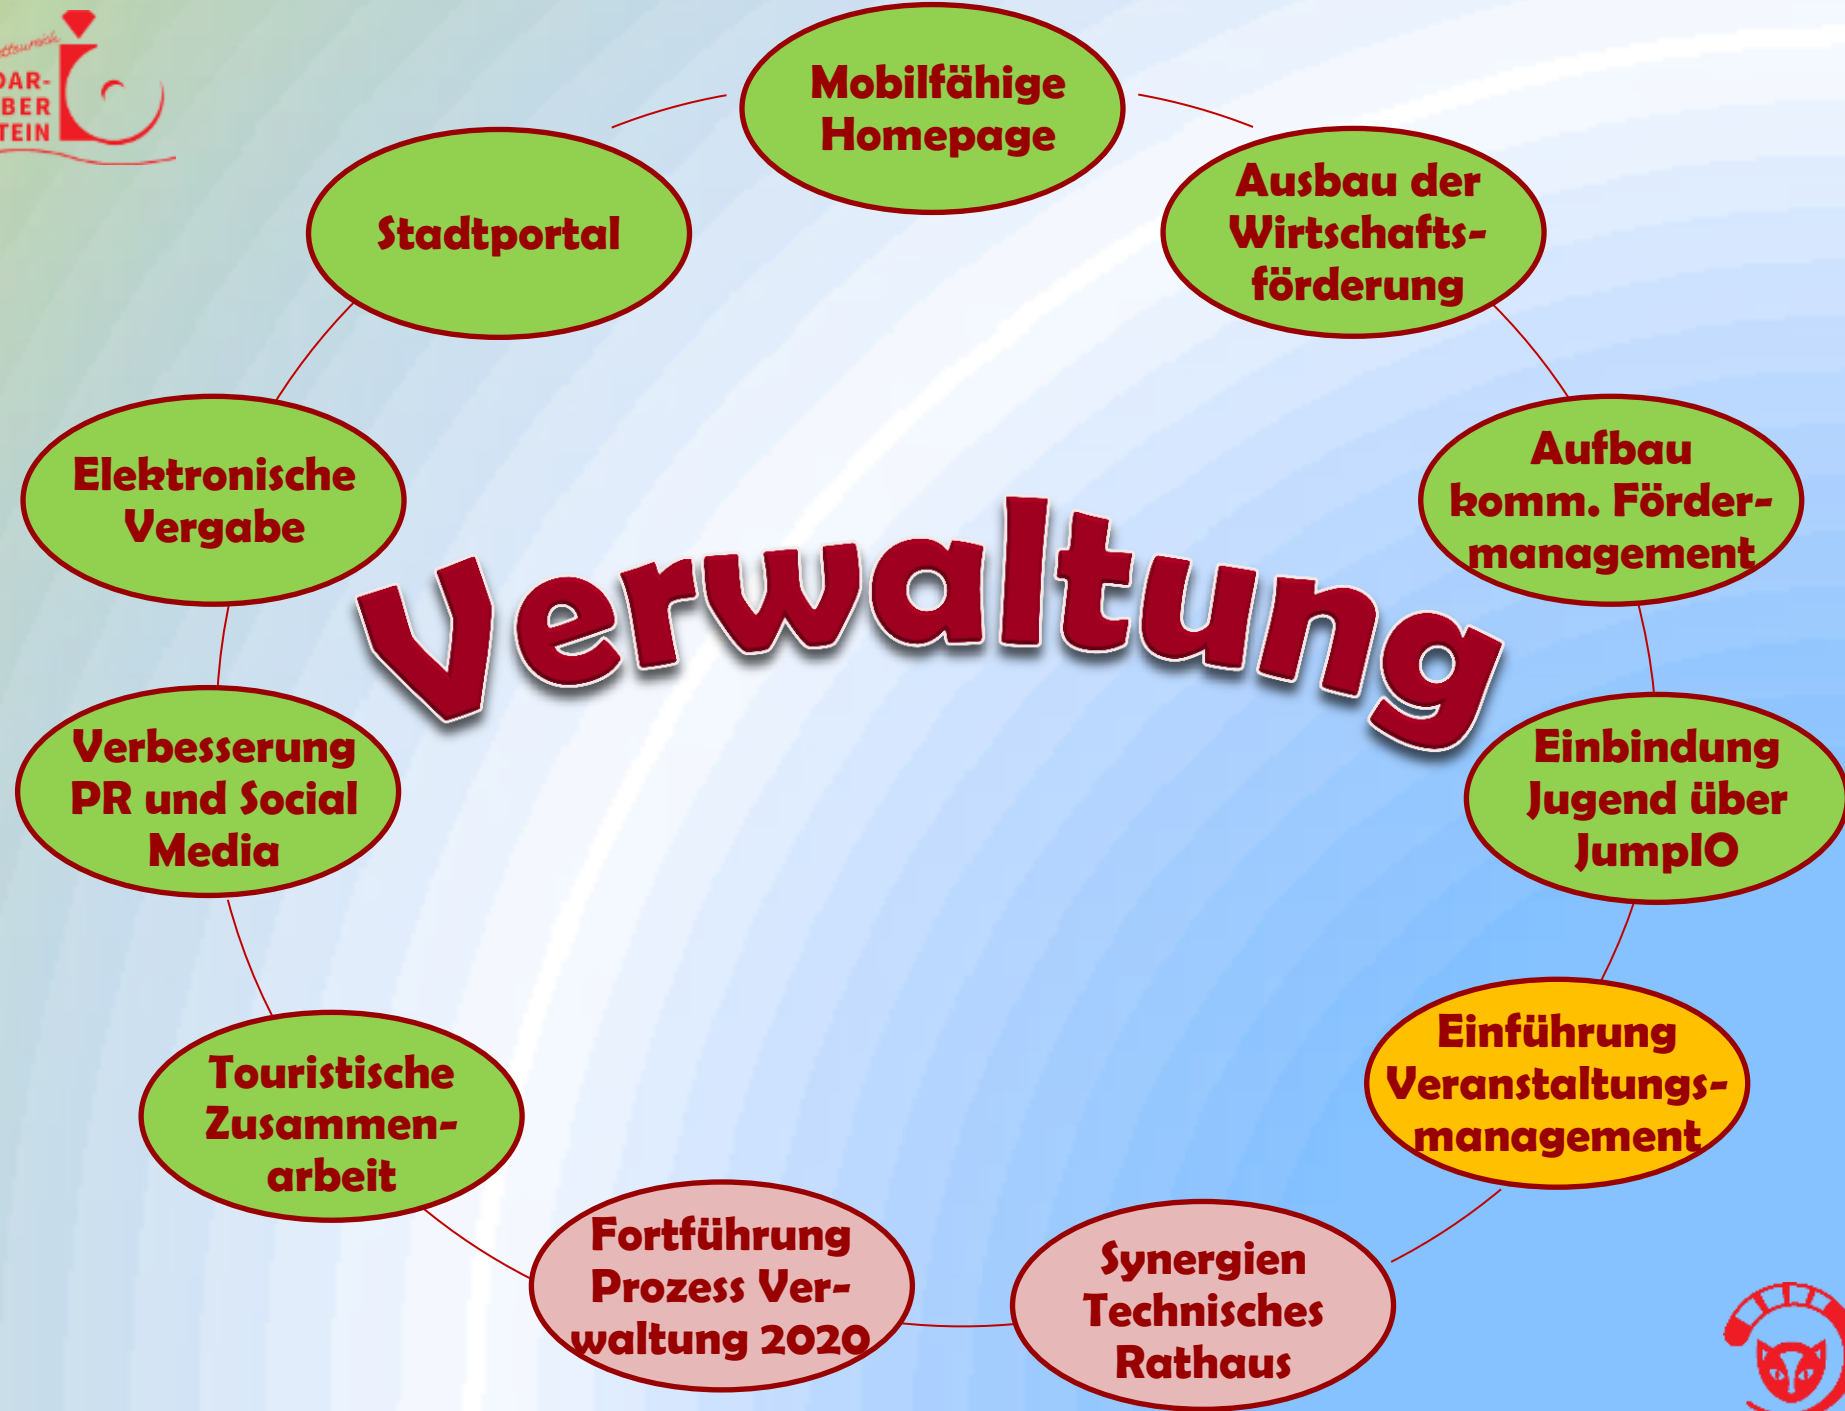 DAR-
BER
TEIN
Mobilfähige
Homepage
Ausbau der
Wirtschafts-
förderung
Aufbau
komm. Förder-
management
Einbindung
Jugend über
JumpIO
Einführung
Veranstaltungs-
management
Synergien
Technisches
Rathaus
Fortführung
Prozess Ver-
waltung 2020
Touristische
Zusammen-
arbeit
Verbesserung
PR und Social
Media
Elektronische
Vergabe
Stadtportal
Verwaltung